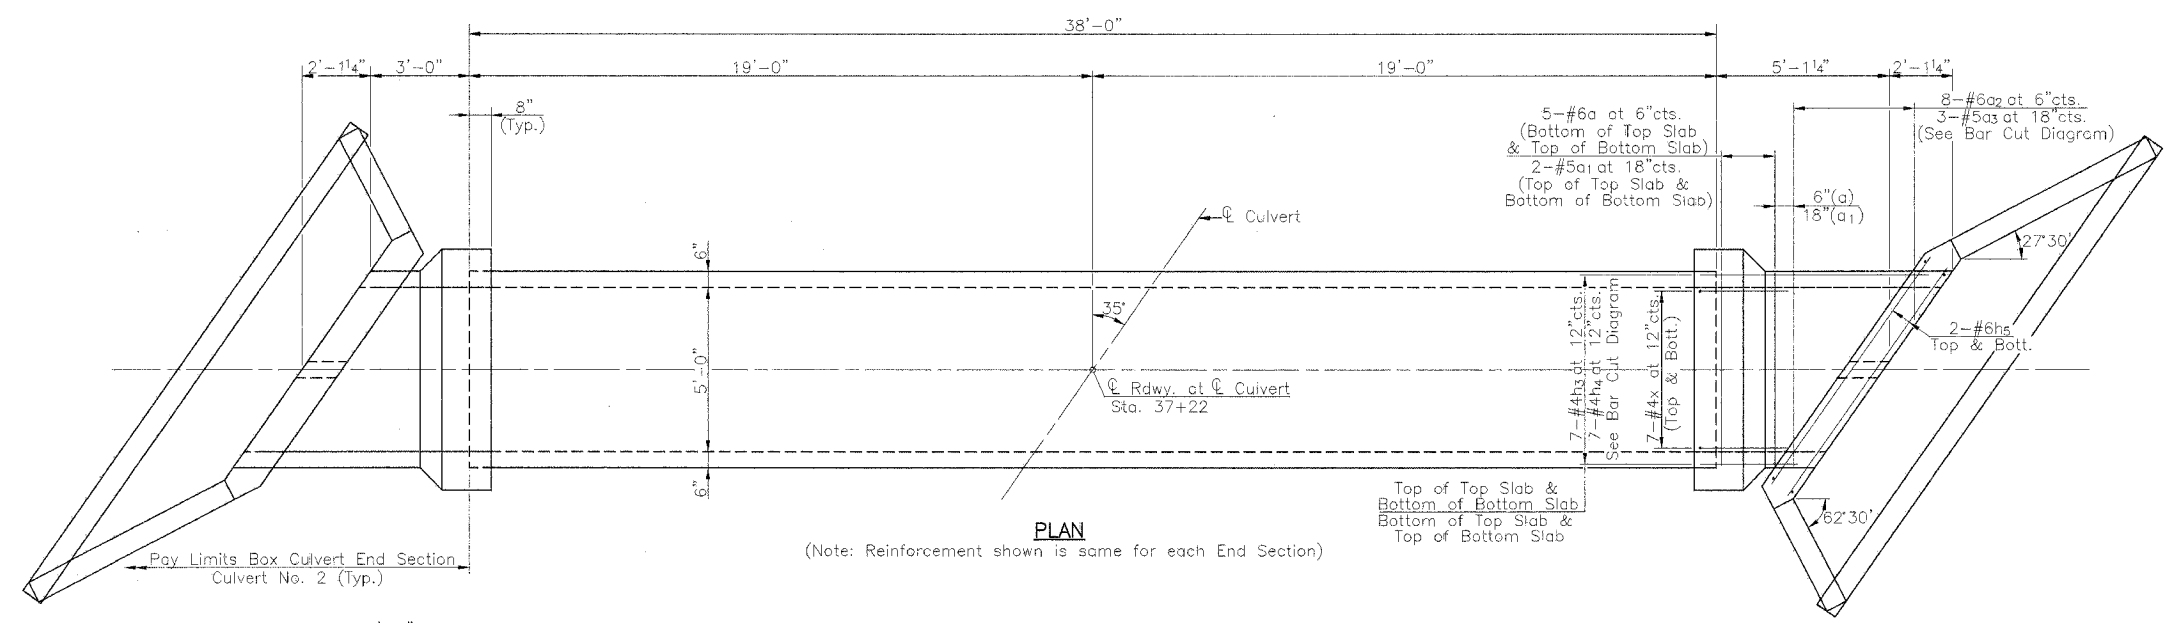 38'-0"
2'-1¼" 3'-0" 19'-0" 19'-0" 5'-1¼" 2'-1¼"
8"
(Typ.)
5-#6a at 6"cts.
(Bottom of Top Slab
& Top of Bottom Slab)
2-#5a1 at 18"cts.
(Top of Top Slab &
Bottom of Bottom Slab)
8-#6a2 at 6"cts.
3-#5a3 at 18"cts.
(See Bar Cut Diagram)
6"(a)
18"(a1)
℄ Culvert
27°30'
6"
35°
5'-0"
6"
℄ Rdwy. at ℄ Culvert
Sta. 37+22
7-#4h3 at 12"cts.
7-#4h4 at 12"cts.
See Bar Cut Diagram
7-#4x at 12"cts.
(Top & Bott.)
2-#6h5
Top & Bott.
62°30'
Top of Top Slab &
Bottom of Bottom Slab
Bottom of Top Slab &
Top of Bottom Slab
PLAN
(Note: Reinforcement shown is same for each End Section)
Pay Limits Box Culvert End Section
Culvert No. 2 (Typ.)